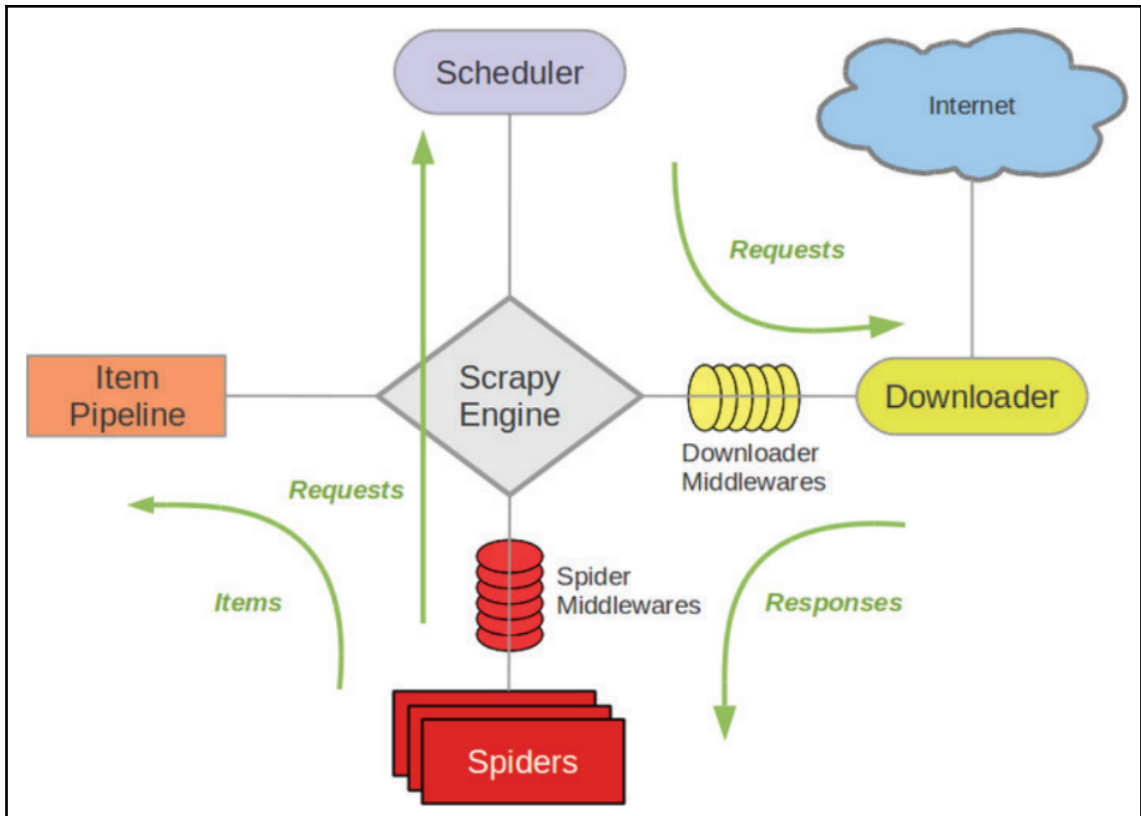 Scheduler
Internet
Requests
Item
Pipeline
Scrapy
Engine
Downloader
Downloader
Middlewares
Requests
Items
Spider
Middlewares
Responses
Spiders